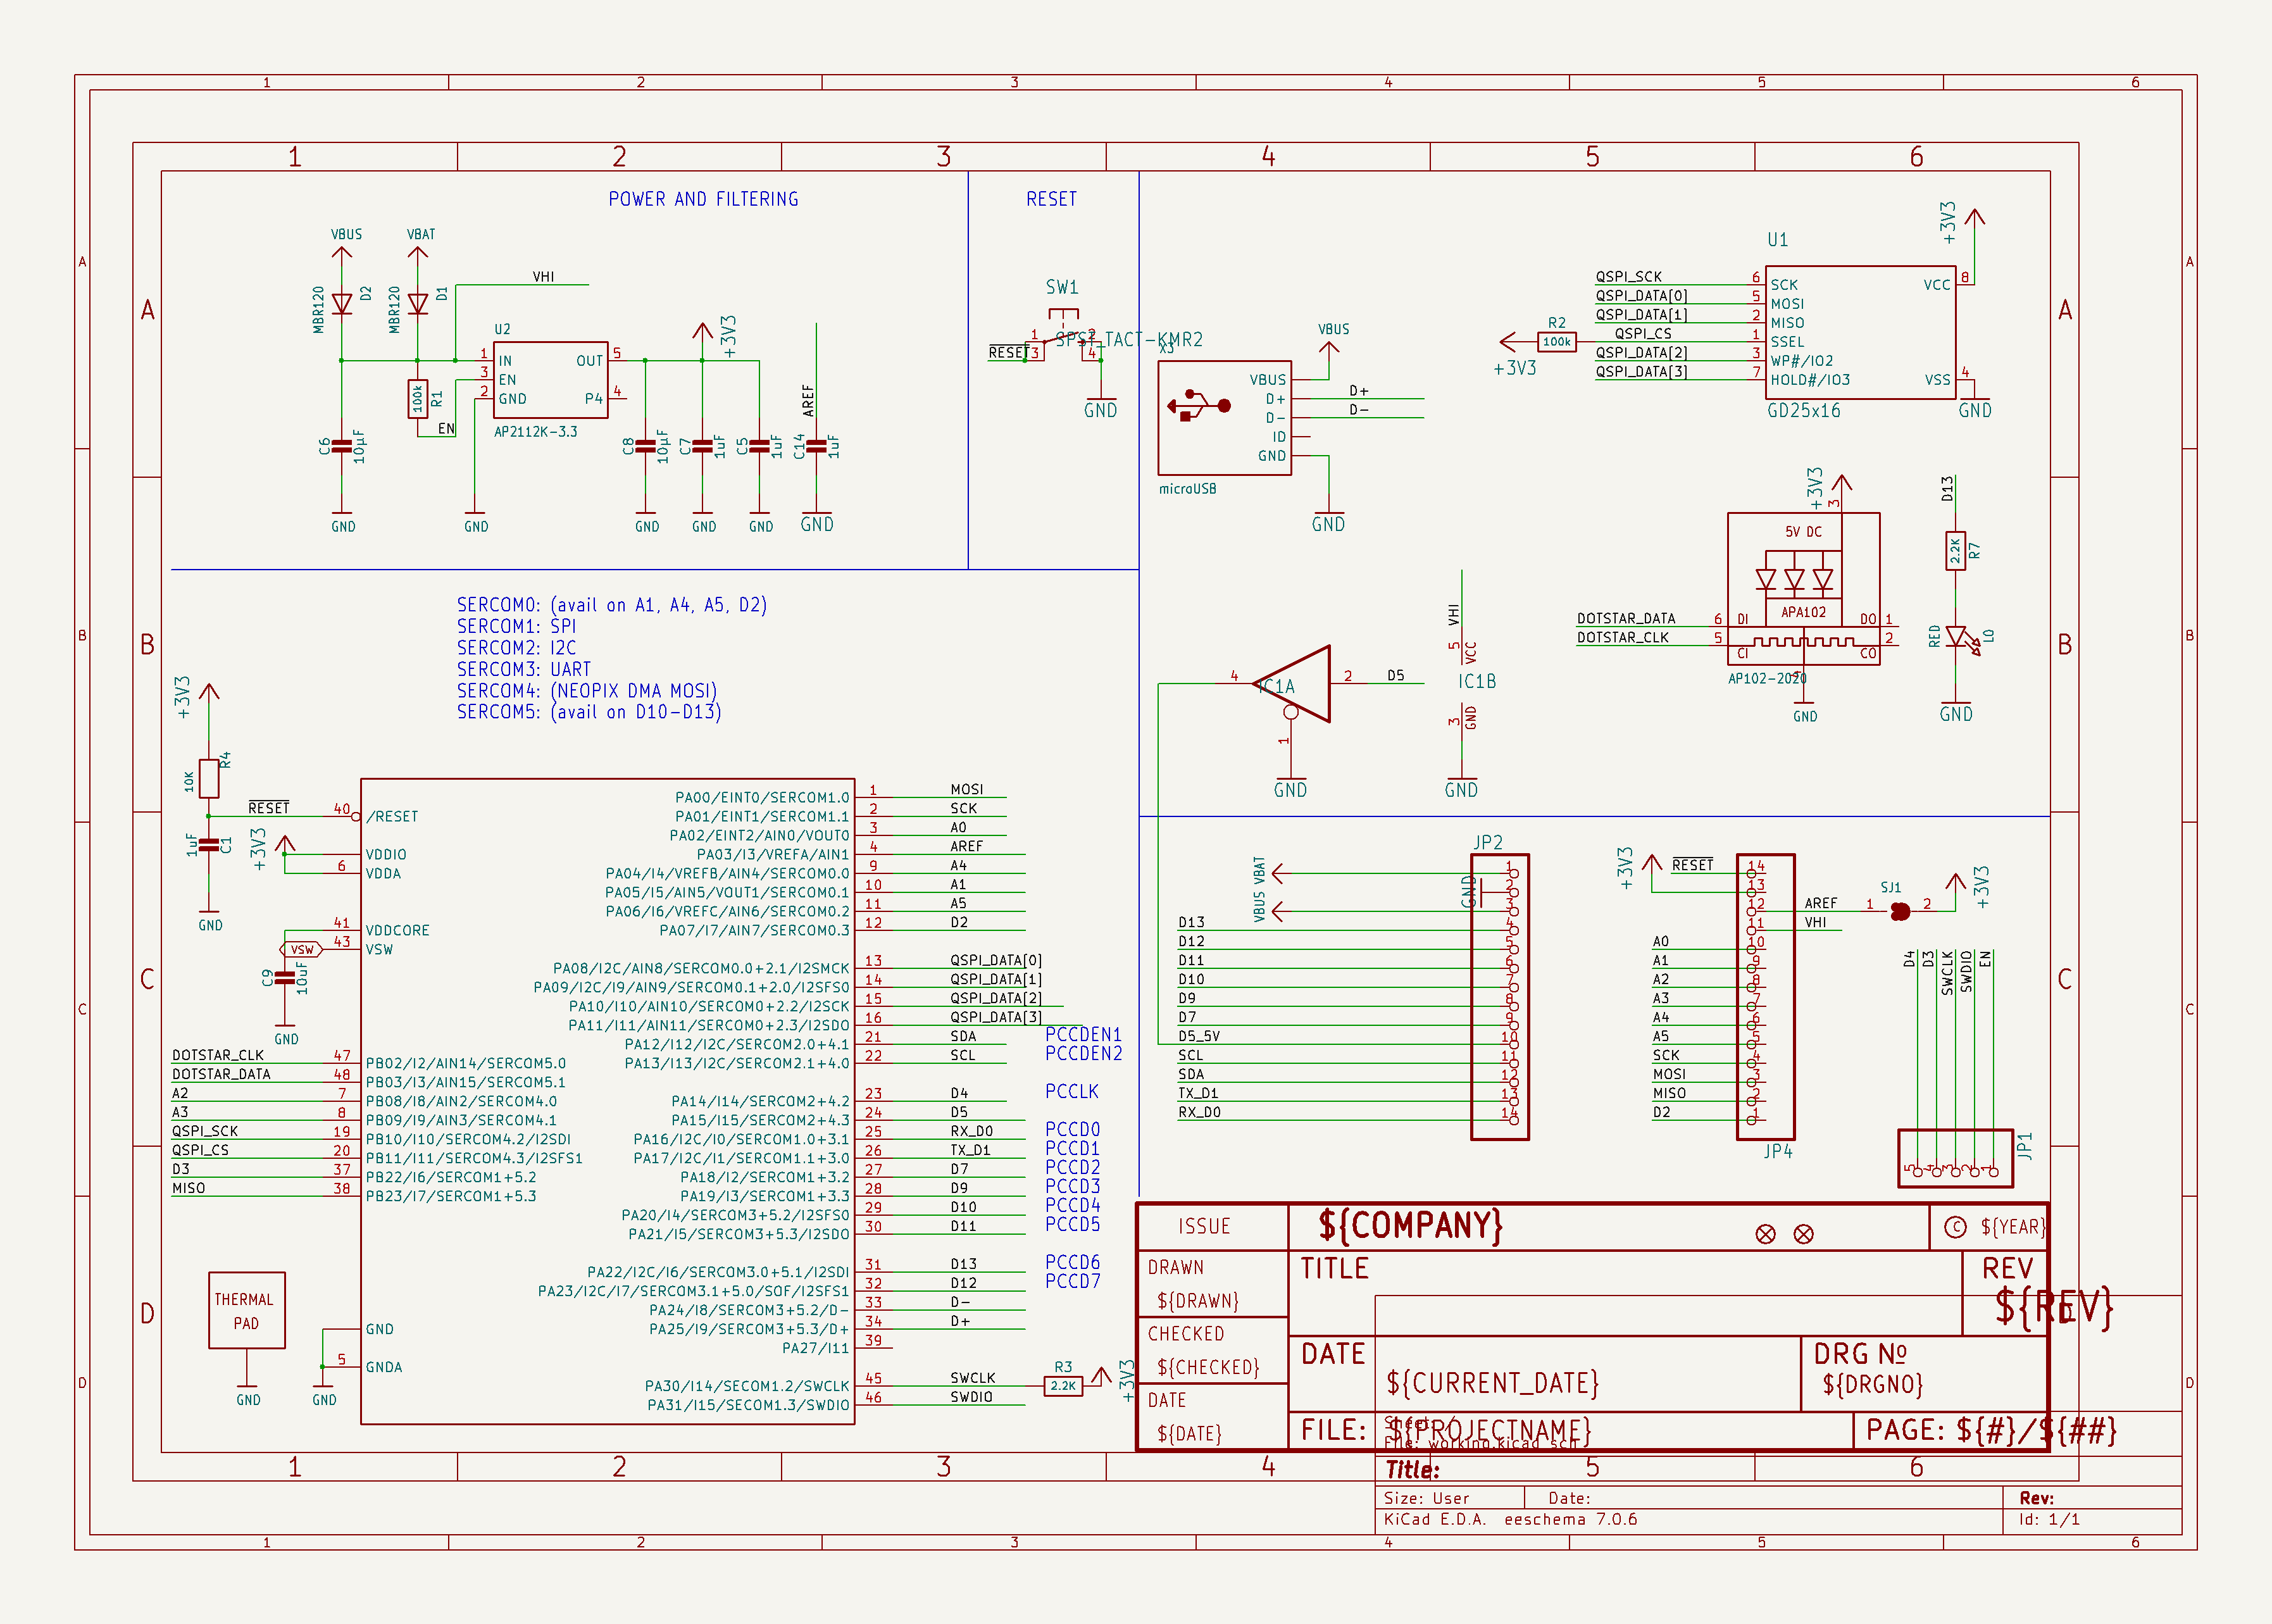 1 2 3 4 5 6
1 2 3 4 5 6
POWER AND FILTERING
RESET
VBUS
VBAT
VHI
MBR120
D2
MBR120
D1
U2
1 IN
3 EN
2 GND
OUT 5
P4 4
AP2112K-3.3
100k
R1
EN
+3V3
AREF
C6
10µF
C8
10µF
C7
1uF
C5
1uF
C14
1uF
GND
GND
GND
GND
GND
GND
SW1
SPST_TACT-KMR2
RESET
1
2
3
4
GND
X3
VBUS
VBUS
D+ D+
D- D-
ID
GND
microUSB
GND
U1
+3V3
QSPI_SCK 6 SCK
QSPI_DATA[0] 5 MOSI
QSPI_DATA[1] 2 MISO
QSPI_CS 1 SSEL
QSPI_DATA[2] 3 WP#/IO2
QSPI_DATA[3] 7 HOLD#/IO3
VCC 8
VSS 4
GD25x16
GND
R2
100k
+3V3
+3V3
3
5V DC
APA102
DOTSTAR_DATA 6 DI
DOTSTAR_CLK 5 CI
DO 1
CO 2
AP102-2020
4
GND
D13
2.2K
R7
RED
L0
GND
SERCOM0: (avail on A1, A4, A5, D2)
SERCOM1: SPI
SERCOM2: I2C
SERCOM3: UART
SERCOM4: (NEOPIX DMA MOSI)
SERCOM5: (avail on D10-D13)
4
IC1A
2 D5
1
GND
VHI
5
VCC
IC1B
3
GND
GND
+3V3
10K
R4
RESET 40 /RESET
1uF
C1
GND
+3V3
VDDIO
6 VDDA
41 VDDCORE
VSW 43 VSW
C9
10uF
GND
DOTSTAR_CLK 47 PB02/I2/AIN14/SERCOM5.0
DOTSTAR_DATA 48 PB03/I3/AIN15/SERCOM5.1
A2 7 PB08/I8/AIN2/SERCOM4.0
A3 8 PB09/I9/AIN3/SERCOM4.1
QSPI_SCK 19 PB10/I10/SERCOM4.2/I2SDI
QSPI_CS 20 PB11/I11/SERCOM4.3/I2SFS1
D3 37 PB22/I6/SERCOM1+5.2
MISO 38 PB23/I7/SERCOM1+5.3
THERMAL
PAD
GND
GND
5 GNDA
GND
PA00/EINT0/SERCOM1.0 1 MOSI
PA01/EINT1/SERCOM1.1 2 SCK
PA02/EINT2/AIN0/VOUT0 3 A0
PA03/I3/VREFA/AIN1 4 AREF
PA04/I4/VREFB/AIN4/SERCOM0.0 9 A4
PA05/I5/AIN5/VOUT1/SERCOM0.1 10 A1
PA06/I6/VREFC/AIN6/SERCOM0.2 11 A5
PA07/I7/AIN7/SERCOM0.3 12 D2
PA08/I2C/AIN8/SERCOM0.0+2.1/I2SMCK 13 QSPI_DATA[0]
PA09/I2C/I9/AIN9/SERCOM0.1+2.0/I2SFS0 14 QSPI_DATA[1]
PA10/I10/AIN10/SERCOM0+2.2/I2SCK 15 QSPI_DATA[2]
PA11/I11/AIN11/SERCOM0+2.3/I2SDO 16 QSPI_DATA[3]
PA12/I12/I2C/SERCOM2.0+4.1 21 SDA PCCDEN1
PA13/I13/I2C/SERCOM2.1+4.0 22 SCL PCCDEN2
PA14/I14/SERCOM2+4.2 23 D4 PCCLK
PA15/I15/SERCOM2+4.3 24 D5
PA16/I2C/I0/SERCOM1.0+3.1 25 RX_D0 PCCD0
PA17/I2C/I1/SERCOM1.1+3.0 26 TX_D1 PCCD1
PA18/I2/SERCOM1+3.2 27 D7 PCCD2
PA19/I3/SERCOM1+3.3 28 D9 PCCD3
PA20/I4/SERCOM3+5.2/I2SFS0 29 D10 PCCD4
PA21/I5/SERCOM3+5.3/I2SDO 30 D11 PCCD5
PA22/I2C/I6/SERCOM3.0+5.1/I2SDI 31 D13 PCCD6
PA23/I2C/I7/SERCOM3.1+5.0/SOF/I2SFS1 32 D12 PCCD7
PA24/I8/SERCOM3+5.2/D- 33 D-
PA25/I9/SERCOM3+5.3/D+ 34 D+
PA27/I11 39
PA30/I14/SECOM1.2/SWCLK 45 SWCLK
PA31/I15/SECOM1.3/SWDIO 46 SWDIO
R3
2.2K
+3V3
JP2
VBAT 1
GND 2
VBUS 3
D13 4
D12 5
D11 6
D10 7
D9 8
D7 9
D5_5V 10
SCL 11
SDA 12
TX_D1 13
RX_D0 14
+3V3
RESET 14
13
12 AREF
11 VHI
A0 10
A1 9
A2 8
A3 7
A4 6
A5 5
SCK 4
MOSI 3
MISO 2
D2 1
JP4
SJ1
1 2
+3V3
D4
D3
SWCLK
SWDIO
EN
5 4 3 2 1
JP1
ISSUE
${COMPANY}
© ${YEAR}
DRAWN
${DRAWN}
TITLE
REV
${REV}
CHECKED
${CHECKED}
DATE
${CURRENT_DATE}
DRG №
${DRGNO}
DATE
${DATE}
FILE: ${PROJECTNAME}
PAGE: ${#}/${##}
Sheet: /
File: working.kicad_sch
Title:
Size: User Date: Rev:
KiCad E.D.A. eeschema 7.0.6 Id: 1/1
A B C D
A B C D
A B C D
A B C D
1 2 3 4 5 6
1 2 3 4 5 6